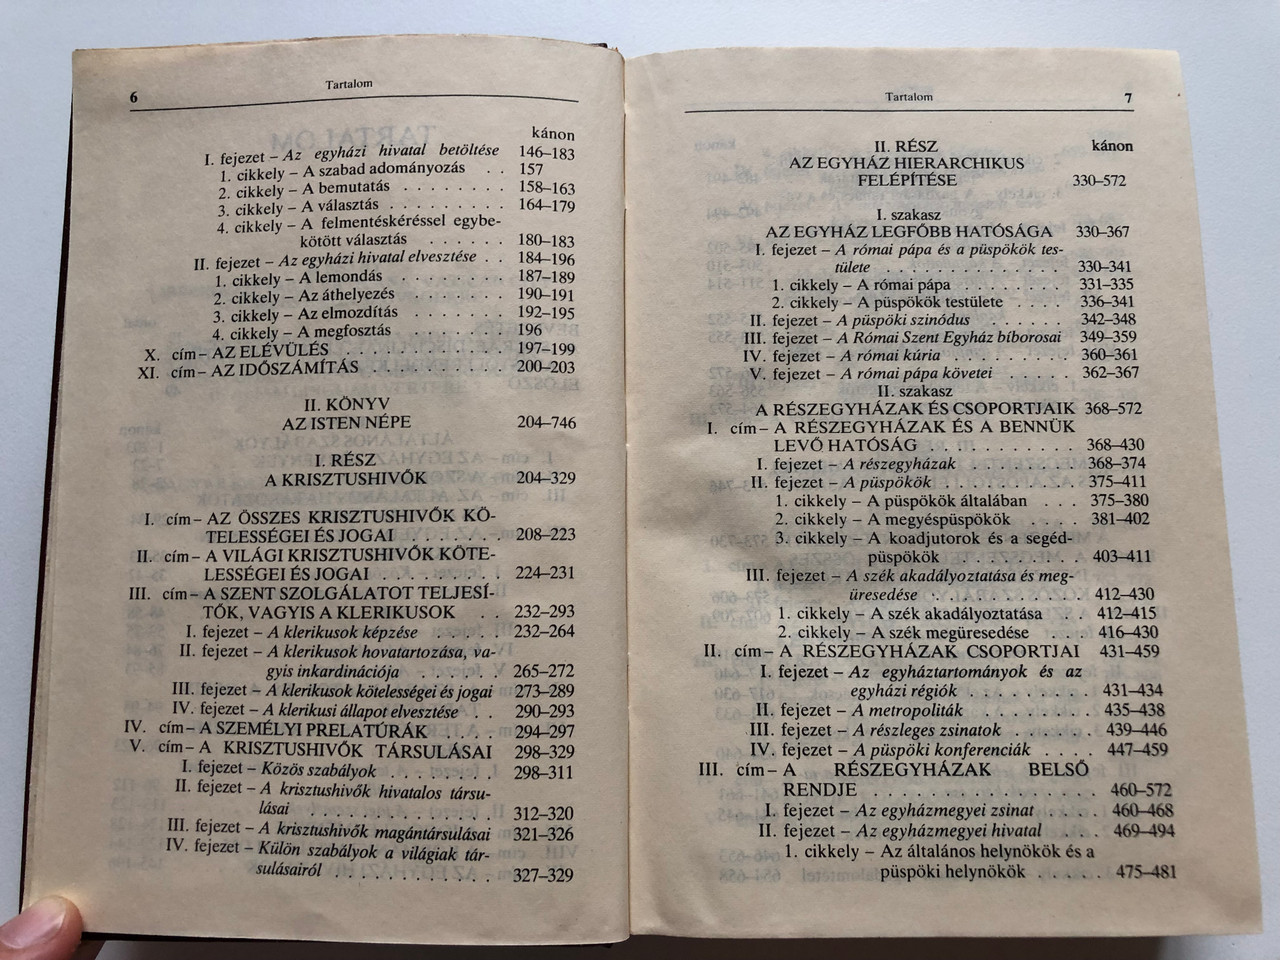 6
Tartalom
kánon
I. fejezet – Az egyházi hivatal betöltése 146–183
1. cikkely – A szabad adományozás . . 157
2. cikkely – A bemutatás . . . . . . . . 158–163
3. cikkely – A választás . . . . . . . . . 164–179
4. cikkely – A felmentéskéréssel egybe-
kötött választás . . . . . . 180–183
II. fejezet – Az egyházi hivatal elvesztése . . 184–196
1. cikkely – A lemondás . . . . . . . . 187–189
2. cikkely – Az áthelyezés . . . . . . . 190–191
3. cikkely – Az elmozdítás . . . . . . . 192–195
4. cikkely – A megfosztás . . . . . . . 196
X. cím – AZ ELÉVÜLÉS . . . . . . . . . . . . 197–199
XI. cím – AZ IDŐSZÁMÍTÁS . . . . . . . . . . 200–203
II. KÖNYV
AZ ISTEN NÉPE 204–746
I. RÉSZ
A KRISZTUSHIVŐK 204–329
I. cím – AZ ÖSSZES KRISZTUSHIVŐK KÖ-
TELESSÉGEI ÉS JOGAI . . . . . . . 208–223
II. cím – A VILÁGI KRISZTUSHIVŐK KÖTE-
LESSÉGEI ÉS JOGAI . . . . . . . . . 224–231
III. cím – A SZENT SZOLGÁLATOT TELJESÍ-
TŐK, VAGYIS A KLERIKUSOK . . 232–293
I. fejezet – A klerikusok képzése . . . . . 232–264
II. fejezet – A klerikusok hovatartozása, va-
gyis inkardinációja . . . . . . 265–272
III. fejezet – A klerikusok kötelességei és jogai 273–289
IV. fejezet – A klerikusi állapot elvesztése . . 290–293
IV. cím – A SZEMÉLYI PRELATÚRÁK . . . . 294–297
V. cím – A KRISZTUSHIVŐK TÁRSULÁSAI 298–329
I. fejezet – Közös szabályok . . . . . . . . 298–311
II. fejezet – A krisztushivők hivatalos társu-
lásai . . . . . . . . . . . . . . 312–320
III. fejezet – A krisztushivők magántársulásai 321–326
IV. fejezet – Külön szabályok a világiak tár-
sulásairól . . . . . . . . . . . 327–329
Tartalom
7
II. RÉSZ kánon
AZ EGYHÁZ HIERARCHIKUS
FELÉPÍTÉSE 330–572
I. szakasz
AZ EGYHÁZ LEGFŐBB HATÓSÁGA 330–367
I. fejezet – A római pápa és a püspökök tes-
tülete . . . . . . . . . . . . . . 330–341
1. cikkely – A római pápa . . . . . . . . 331–335
2. cikkely – A püspökök testülete . . . . 336–341
II. fejezet – A püspöki szinódus . . . . . . 342–348
III. fejezet – A Római Szent Egyház bíborosai 349–359
IV. fejezet – A római kúria . . . . . . . . . 360–361
V. fejezet – A római pápa követei . . . . . 362–367
II. szakasz
A RÉSZEGYHÁZAK ÉS CSOPORTJAIK 368–572
I. cím – A RÉSZEGYHÁZAK ÉS A BENNÜK
LEVŐ HATÓSÁG . . . . . . . . . . 368–430
I. fejezet – A részegyházak . . . . . . . . 368–374
II. fejezet – A püspökök . . . . . . . . . . 375–411
1. cikkely – A püspökök általában . . . 375–380
2. cikkely – A megyéspüspökök . . . . 381–402
3. cikkely – A koadjutorok és a segéd-
püspökök . . . . . . . . . 403–411
III. fejezet – A szék akadályoztatása és meg-
üresedése . . . . . . . . . . . 412–430
1. cikkely – A szék akadályoztatása . . 412–415
2. cikkely – A szék megüresedése . . . 416–430
II. cím – A RÉSZEGYHÁZAK CSOPORTJAI 431–459
I. fejezet – Az egyháztartományok és az
egyházi régiók . . . . . . . . . 431–434
II. fejezet – A metropoliták . . . . . . . . 435–438
III. fejezet – A részleges zsinatok . . . . . . 439–446
IV. fejezet – A püspöki konferenciák . . . . 447–459
III. cím – A RÉSZEGYHÁZAK BELSŐ
RENDJE . . . . . . . . . . . . . . . . 460–572
I. fejezet – Az egyházmegyei zsinat . . . . 460–468
II. fejezet – Az egyházmegyei hivatal . . . 469–494
1. cikkely – Az általános helynökök és a
püspöki helynökök . . . . . 475–481